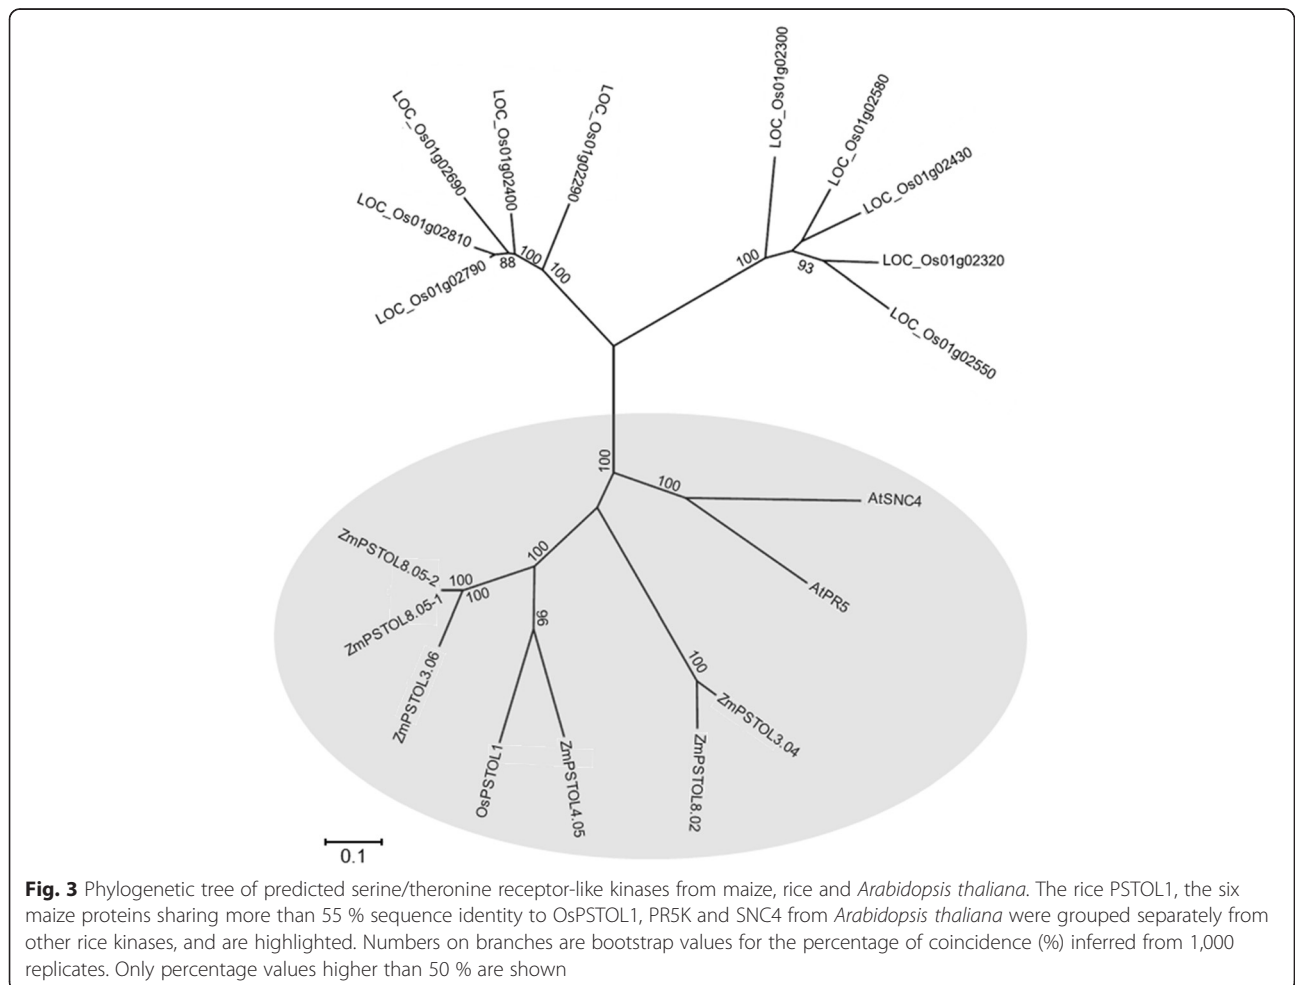 LOC_Os01g02300
LOC_Os01g02580
LOC_Os01g02290
LOC_Os01g02400
LOC_Os01g02690
LOC_Os01g02430
LOC_Os01g02810
LOC_Os01g02320
LOC_Os01g02790
LOC_Os01g02550
100
100
88
100
93
100
100
AtSNC4
AtPR5
100
ZmPSTOL8.05-2
100
100
ZmPSTOL8.05-1
96
ZmPSTOL3.06
100
ZmPSTOL3.04
OsPSTOL1
ZmPSTOL4.05
ZmPSTOL8.02
0.1
Fig. 3 Phylogenetic tree of predicted serine/theronine receptor-like kinases from maize, rice and Arabidopsis thaliana. The rice PSTOL1, the six
maize proteins sharing more than 55 % sequence identity to OsPSTOL1, PR5K and SNC4 from Arabidopsis thaliana were grouped separately from
other rice kinases, and are highlighted. Numbers on branches are bootstrap values for the percentage of coincidence (%) inferred from 1,000
replicates. Only percentage values higher than 50 % are shown